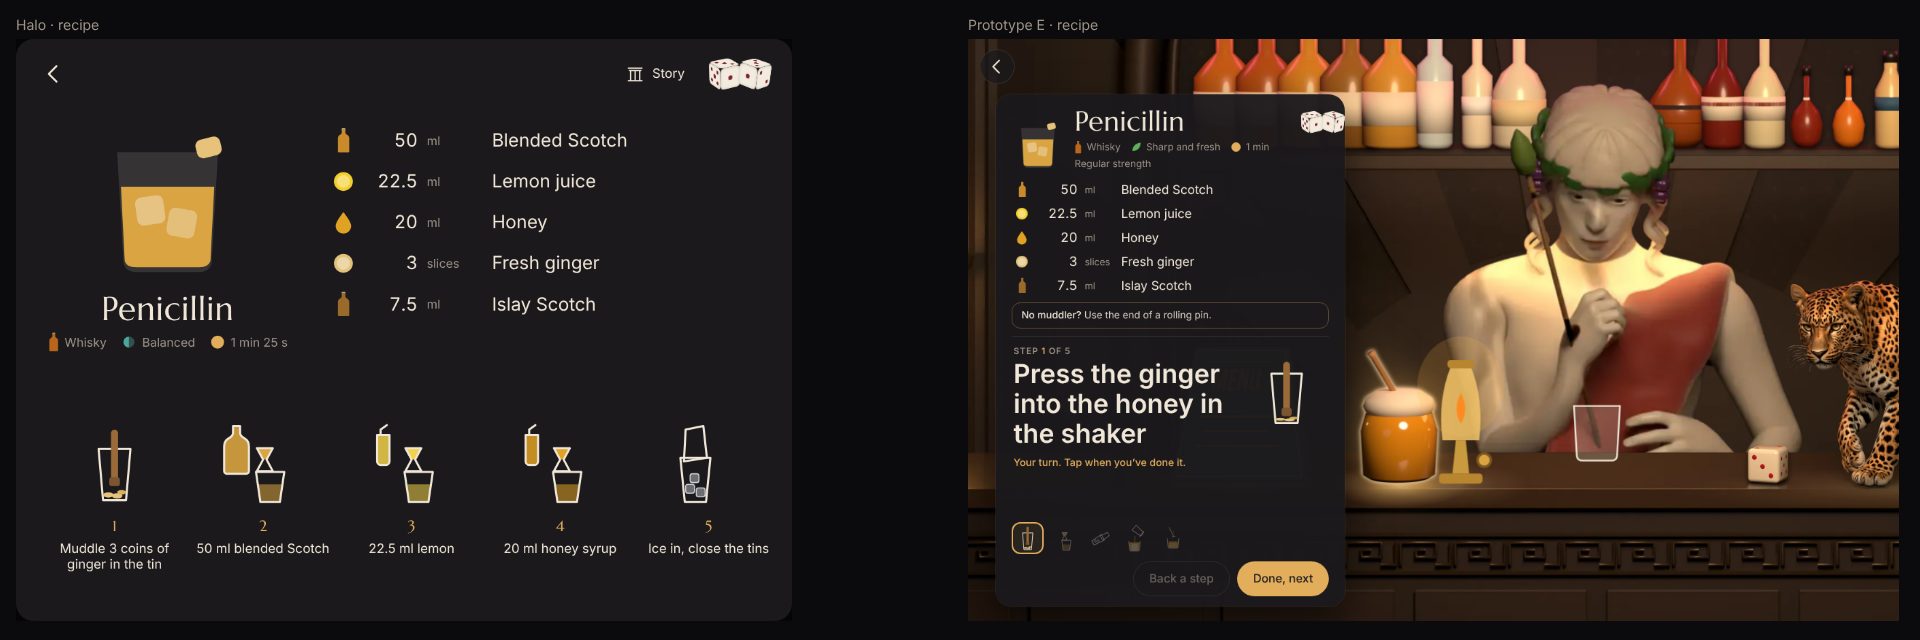 Halo · recipe
Story
50 ml Blended Scotch
22.5 ml Lemon juice
20 ml Honey
3 slices Fresh ginger
7.5 ml Islay Scotch
Penicillin
Whisky Balanced 1 min 25 s
1
Muddle 3 coins of
ginger in the tin
2
50 ml blended Scotch
3
22.5 ml lemon
4
20 ml honey syrup
5
Ice in, close the tins
Prototype E · recipe
Penicillin
Whisky Sharp and fresh 1 min
Regular strength
50 ml Blended Scotch
22.5 ml Lemon juice
20 ml Honey
3 slices Fresh ginger
7.5 ml Islay Scotch
No muddler? Use the end of a rolling pin.
STEP 1 OF 5
Press the ginger
into the honey in
the shaker
Your turn. Tap when you've done it.
Back a step
Done, next